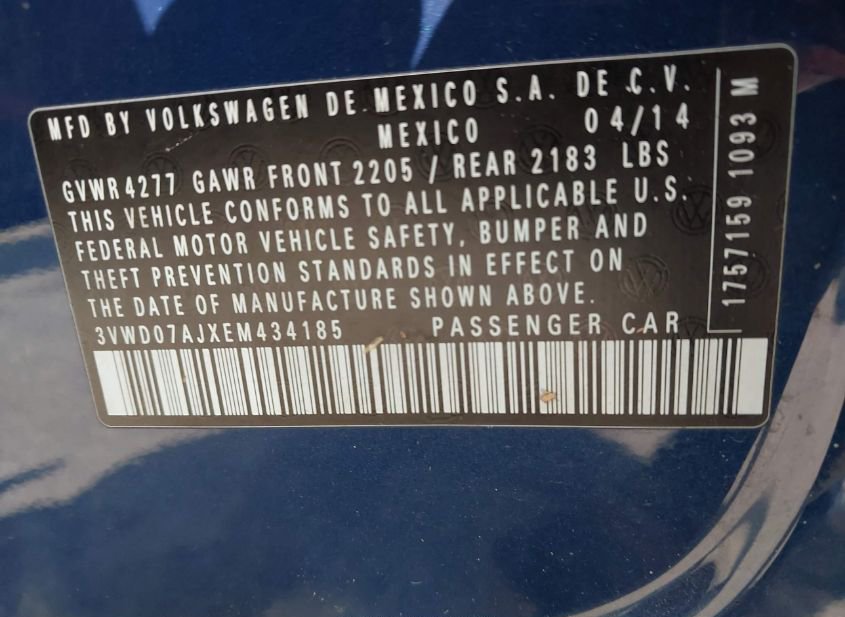 MFD BY VOLKSWAGEN DE MEXICO S.A. DE C.V.
MEXICO 04/14
GVWR 4277 GAWR FRONT 2205 / REAR 2183 LBS
THIS VEHICLE CONFORMS TO ALL APPLICABLE U.S.
FEDERAL MOTOR VEHICLE SAFETY, BUMPER AND
THEFT PREVENTION STANDARDS IN EFFECT ON
THE DATE OF MANUFACTURE SHOWN ABOVE.
3VWD07AJXEM434185 PASSENGER CAR
1757159 1093 M